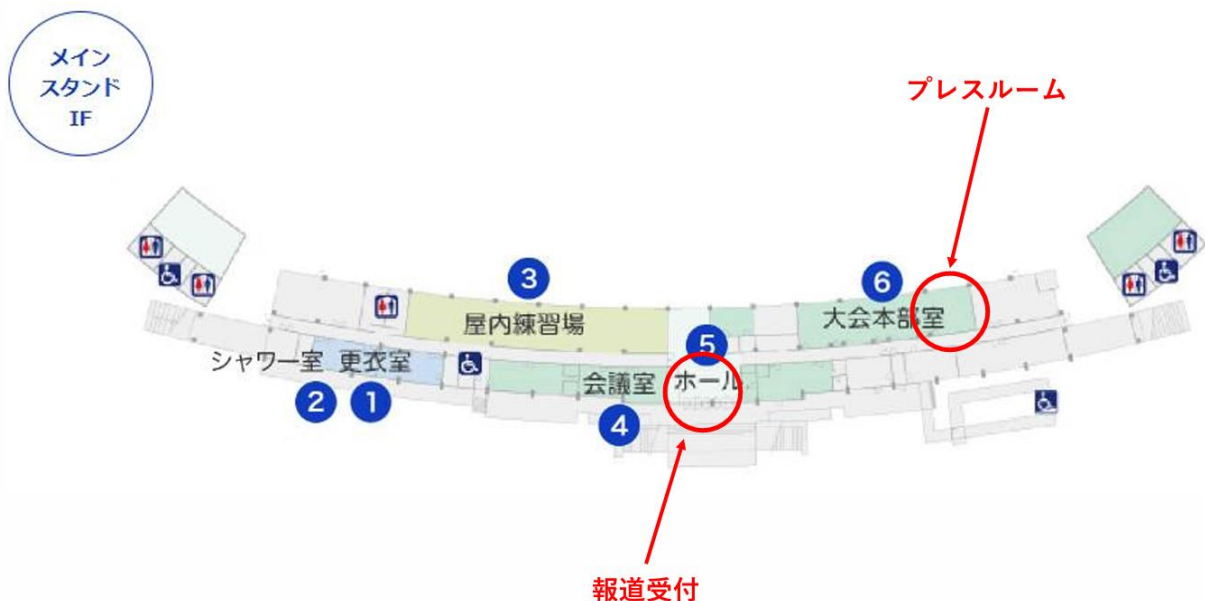 メイン
スタンド
IF
プレスルーム
3
6
屋内練習場
大会本部室
5
シャワー室 更衣室
会議室 ホール
2 1
4
報道受付